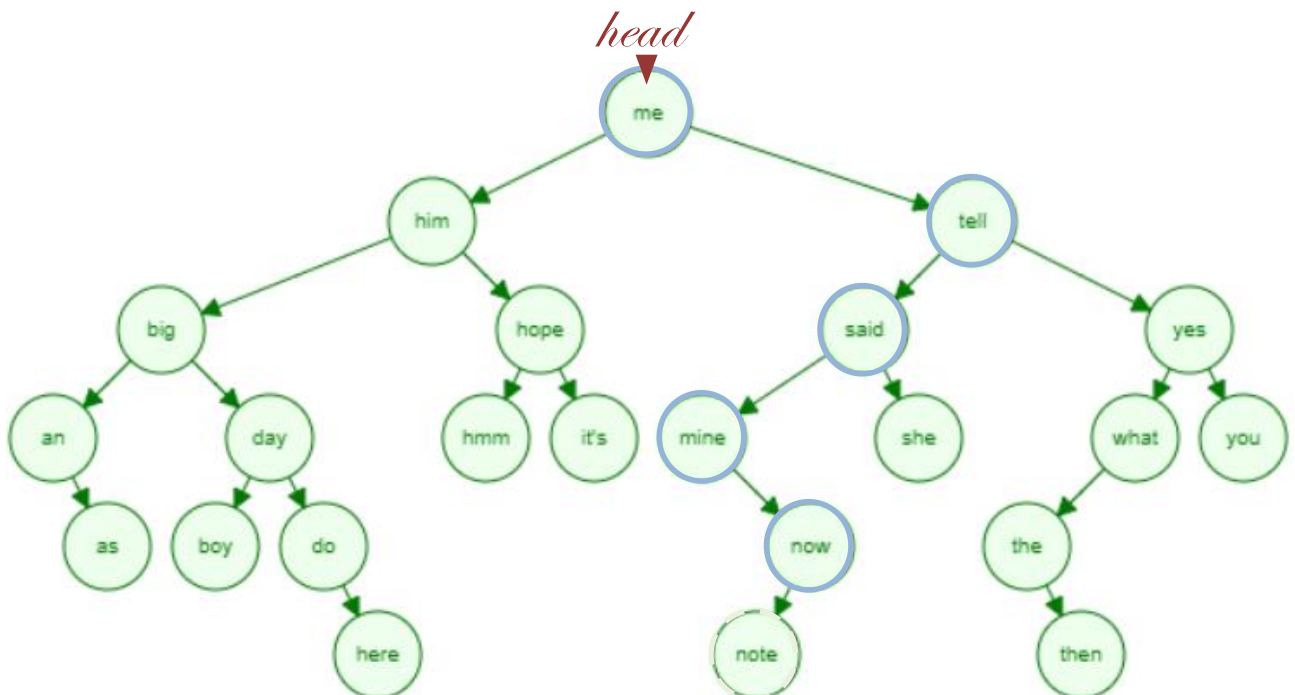 head
me
him tell
big hope said yes
an day hmm it's mine she what you
as boy do now the
here note then